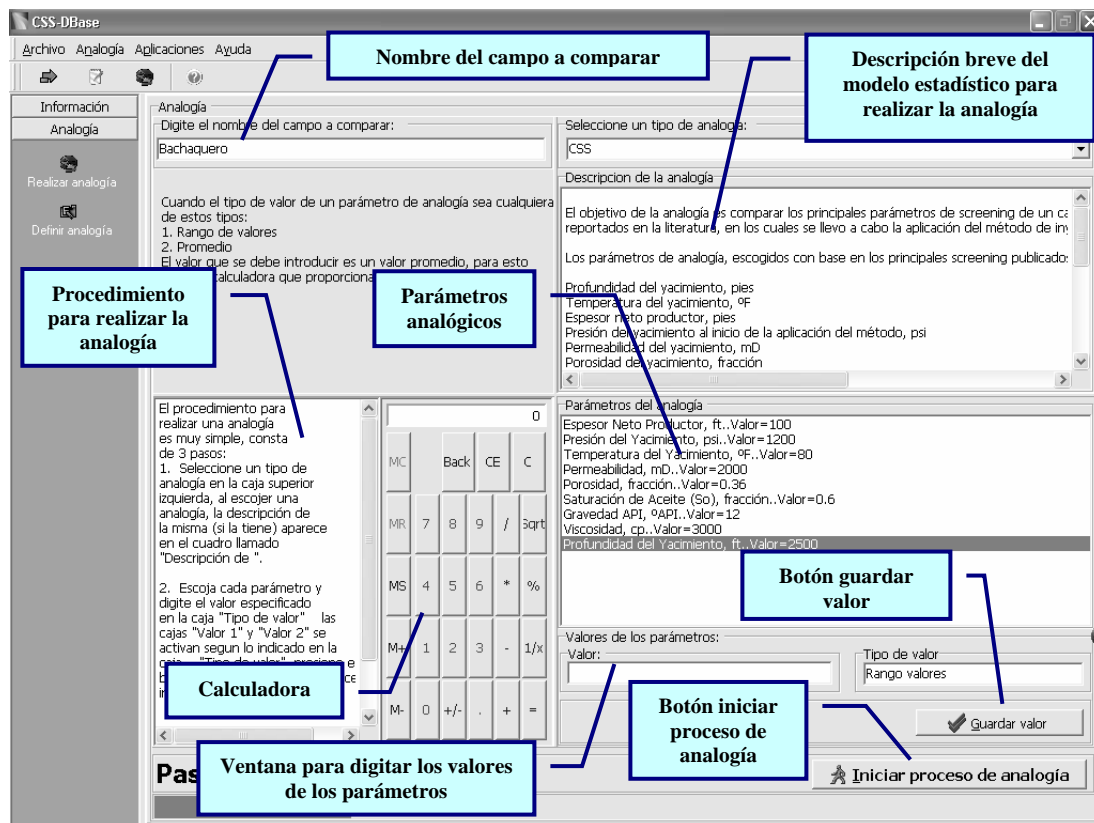 CSS-DBase
Archivo Analogía Aplicaciones Ayuda
Nombre del campo a comparar
Descripción breve del
modelo estadístico para
realizar la analogía
Información
Analogía
Realizar analogía
Definir analogía
Analogía
Digite el nombre del campo a comparar:
Bachaquero
Cuando el tipo de valor de un parámetro de analogía sea cualquiera
de estos tipos:
1. Rango de valores
2. Promedio
El valor que se debe introducir es un valor promedio, para esto
calculadora que proporciona
Procedimiento
para realizar la
analogía
Parámetros
analógicos
Seleccione un tipo de analogía:
CSS
Descripcion de la analogía
El objetivo de la analogía es comparar los principales parámetros de screening de un ca
reportados en la literatura, en los cuales se llevo a cabo la aplicación del método de iny
Los parámetros de analogía, escogidos con base en los principales screening publicados
Profundidad del yacimiento, pies
Temperatura del yacimiento, ºF
Espesor neto productor, pies
Presión del yacimiento al inicio de la aplicación del método, psi
Permeabilidad del yacimiento, mD
Porosidad del yacimiento, fracción
El procedimiento para
realizar una analogía
es muy simple, consta
de 3 pasos:
1. Seleccione un tipo de
analogía en la caja superior
izquierda, al escojer una
analogía, la descripción de
la misma (si la tiene) aparece
en el cuadro llamado
"Descripción de ".
2. Escoja cada parámetro y
digite el valor especificado
en la caja "Tipo de valor" las
cajas "Valor 1" y "Valor 2" se
activan segun lo indicado en la
caja "Tipo de valor", presione e
Calculadora
0
MC Back CE C
MR 7 8 9 / Sqrt
MS 4 5 6 * %
M+ 1 2 3 - 1/x
M- 0 +/- . + =
Parámetros del analogía
Espesor Neto Productor, ft..Valor=100
Presión del Yacimiento, psi..Valor=1200
Temperatura del Yacimiento, ºF..Valor=80
Permeabilidad, mD..Valor=2000
Porosidad, fracción..Valor=0.36
Saturación de Aceite (So), fracción..Valor=0.6
Gravedad API, ºAPI..Valor=12
Viscosidad, cp..Valor=3000
Profundidad del Yacimiento, ft..Valor=2500
Botón guardar
valor
Valores de los parámetros:
Valor:
Tipo de valor
Rango valores
Botón iniciar
proceso de
analogía
Guardar valor
Ventana para digitar los valores
de los parámetros
Pas
Iniciar proceso de analogía